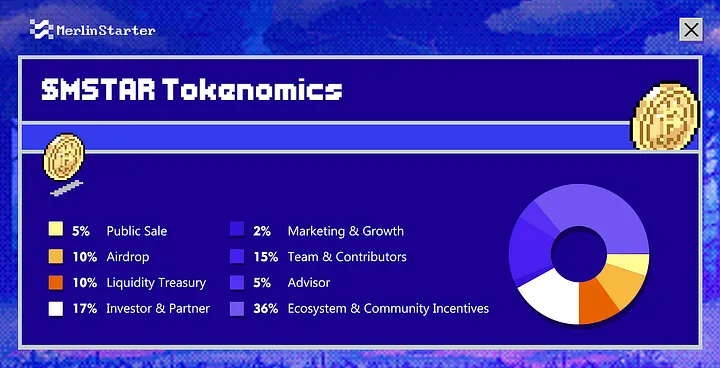 MerlinStarter
$MSTAR Tokenomics
5% Public Sale
10% Airdrop
10% Liquidity Treasury
17% Investor & Partner
2% Marketing & Growth
15% Team & Contributors
5% Advisor
36% Ecosystem & Community Incentives